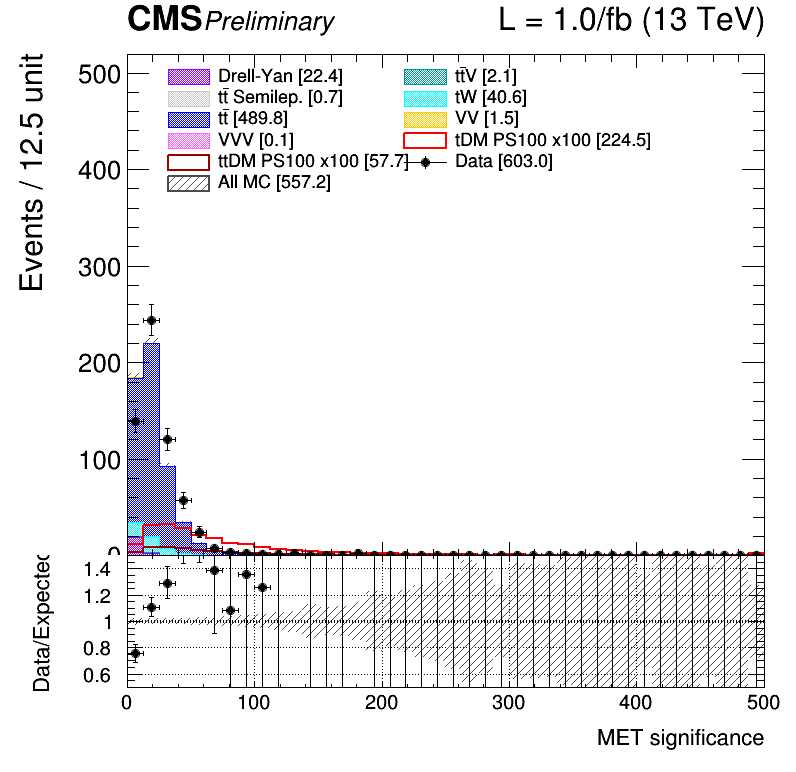 CMS Preliminary L = 1.0/fb (13 TeV)
Events / 12.5 unit
500
400
300
200
100
0
Drell-Yan [22.4]
tt̄ Semilep. [0.7]
tt̄ [489.8]
VVV [0.1]
ttDM PS100 x100 [57.7]
All MC [557.2]
tt̄V [2.1]
tW [40.6]
VV [1.5]
tDM PS100 x100 [224.5]
Data [603.0]
Data/Expected
1.4
1.2
1
0.8
0.6
0 100 200 300 400 500
MET significance